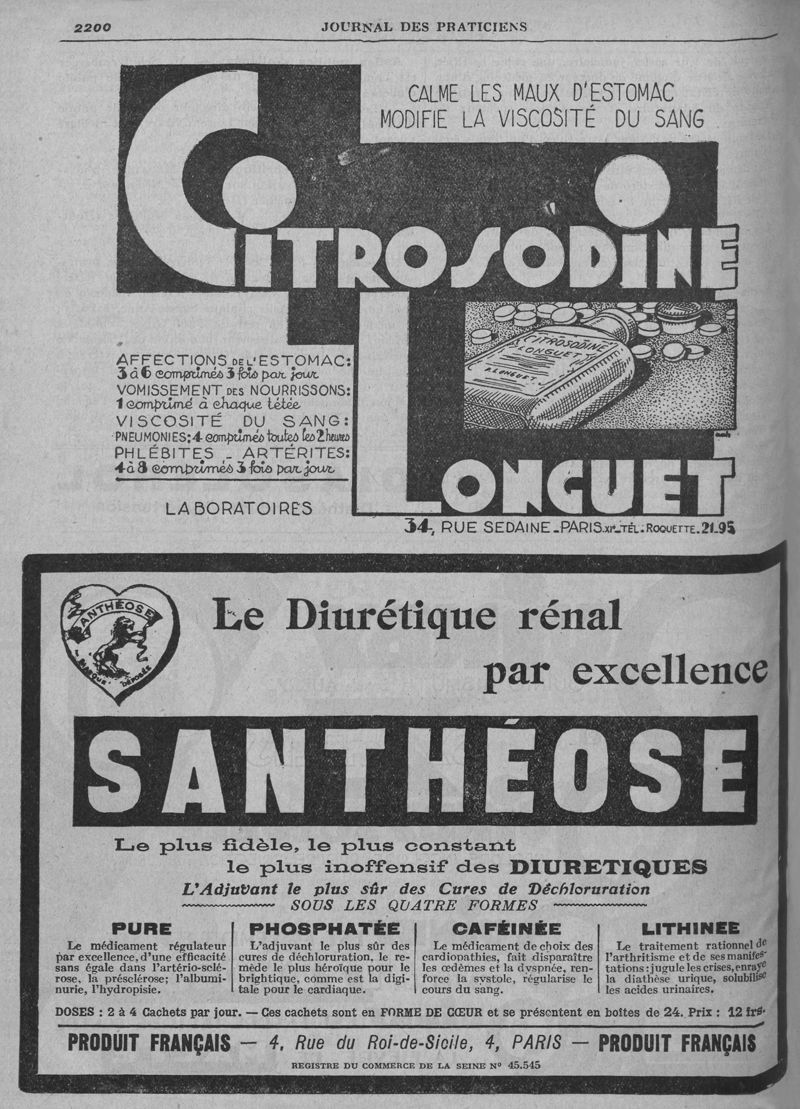 2200
JOURNAL DES PRATICIENS
CALME LES MAUX D'ESTOMAC
MODIFIE LA VISCOSITÉ DU SANG
CITROSODINE
CITROSODINE
LONGUET
P. LONGUET
AFFECTIONS DE L'ESTOMAC:
3 à 6 comprimés 3 fois par jour
VOMISSEMENT DES NOURRISSONS:
1 comprimé à chaque tétée
VISCOSITÉ DU SANG:
PNEUMONIES: 4 comprimés toutes les 2 heures
PHLÉBITES - ARTÉRITES:
4 à 8 comprimés 3 fois par jour
LABORATOIRES
LONGUET
34, RUE SEDAINE - PARIS. XIe - TÉL: ROQUETTE. 21-95
SANTHÉOSE
MARQUE DÉPOSÉE
Le Diurétique rénal
par excellence
SANTHÉOSE
Le plus fidèle, le plus constant
le plus inoffensif des DIURETIQUES
L'Adjuvant le plus sûr des Cures de Déchloruration
SOUS LES QUATRE FORMES
PURE
Le médicament régulateur
par excellence, d'une efficacité
sans égale dans l'artério-sclé-
rose, la présclérose; l'albumi-
nurie, l'hydropisie.
PHOSPHATÉE
L'adjuvant le plus sûr des
cures de déchloruration, le re-
mède le plus héroïque pour le
brightique, comme est la digi-
tale pour le cardiaque.
CAFÉINÉE
Le médicament de choix des
cardiopathies, fait disparaître
les œdèmes et la dyspnée, ren-
force la systole, régularise le
cours du sang.
LITHINÉE
Le traitement rationnel de
l'arthritisme et de ses manifes-
tations: jugule les crises, enraye
la diathèse urique, solubilise
les acides urinaires.
DOSES: 2 à 4 Cachets par jour. — Ces cachets sont en FORME DE CŒUR et se présentent en boîtes de 24. Prix: 12 frs.
PRODUIT FRANÇAIS — 4, Rue du Roi-de-Sicile, 4, PARIS — PRODUIT FRANÇAIS
REGISTRE DU COMMERCE DE LA SEINE N° 45.545